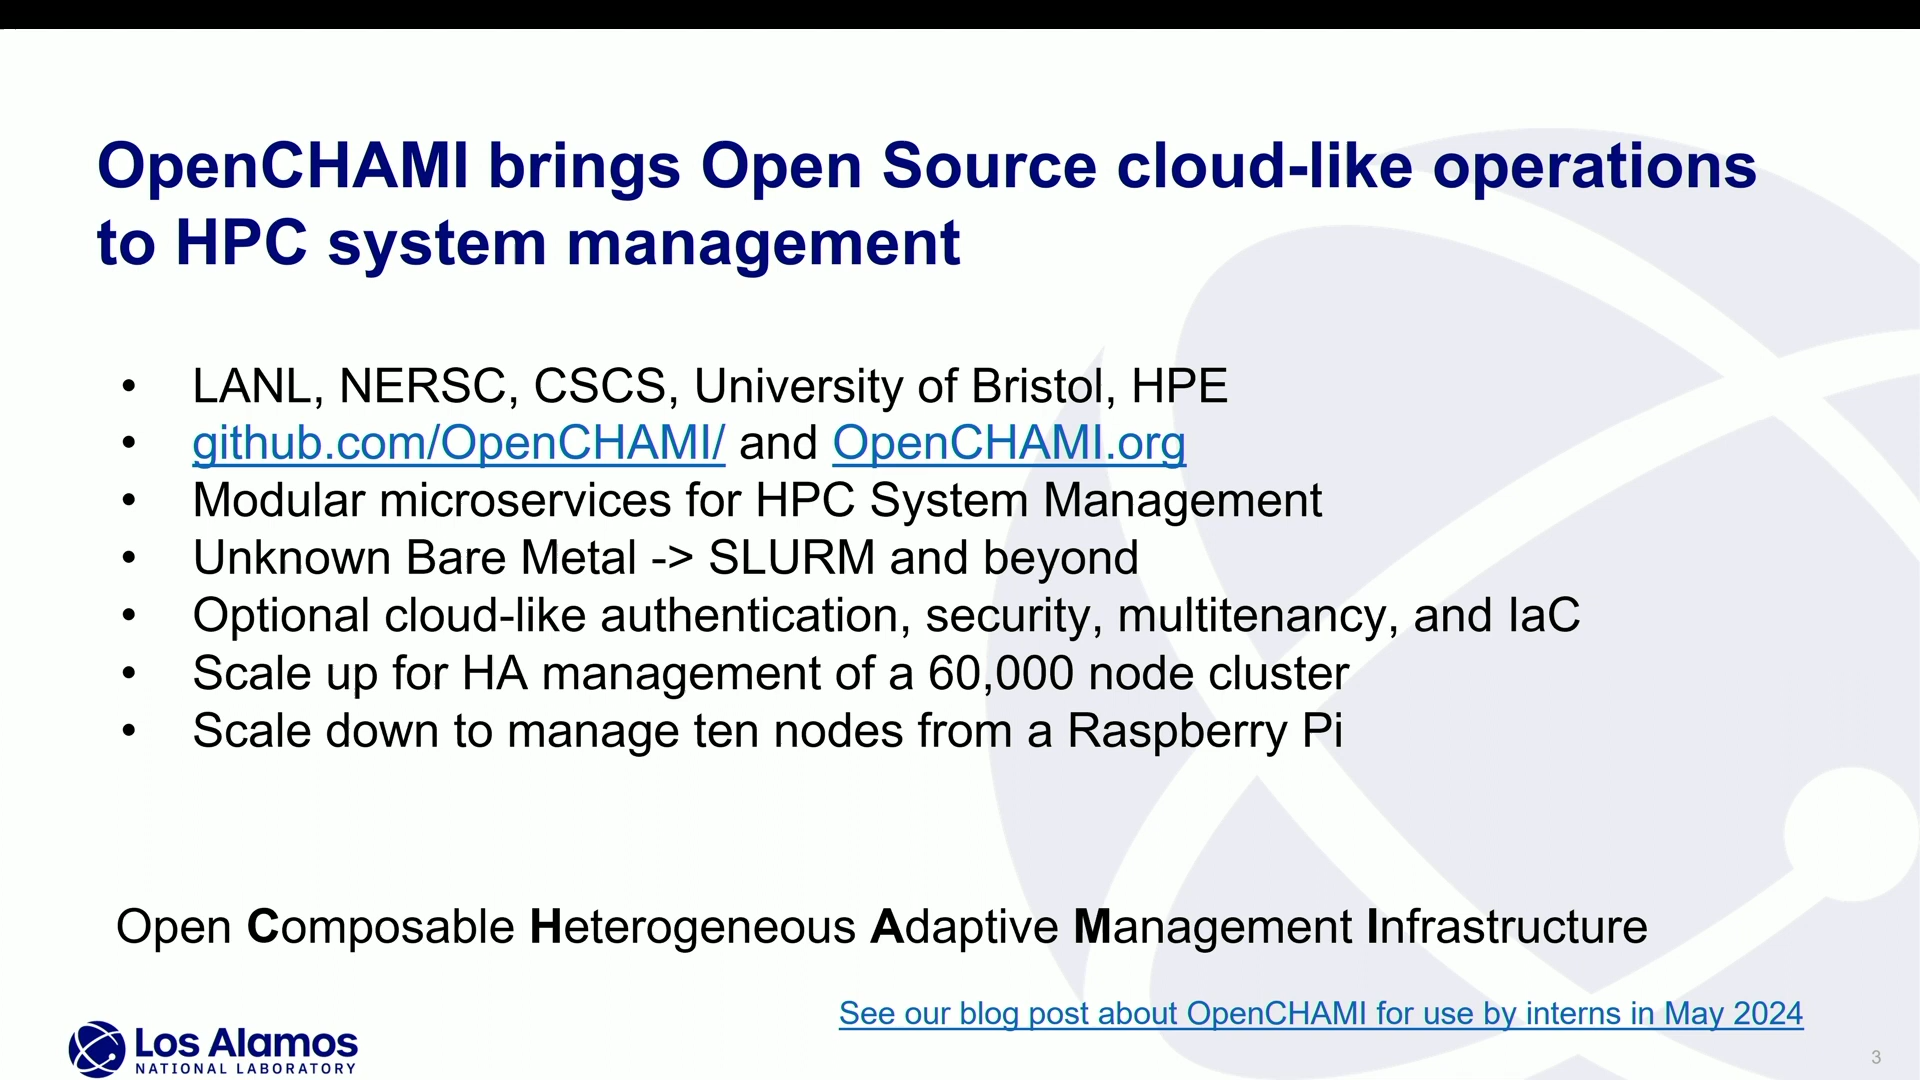 OpenCHAMI brings Open Source cloud-like operations
to HPC system management
• LANL, NERSC, CSCS, University of Bristol, HPE
• github.com/OpenCHAMI/ and OpenCHAMI.org
• Modular microservices for HPC System Management
• Unknown Bare Metal -> SLURM and beyond
• Optional cloud-like authentication, security, multitenancy, and IaC
• Scale up for HA management of a 60,000 node cluster
• Scale down to manage ten nodes from a Raspberry Pi
Open Composable Heterogeneous Adaptive Management Infrastructure
See our blog post about OpenCHAMI for use by interns in May 2024
Los Alamos
NATIONAL LABORATORY
3